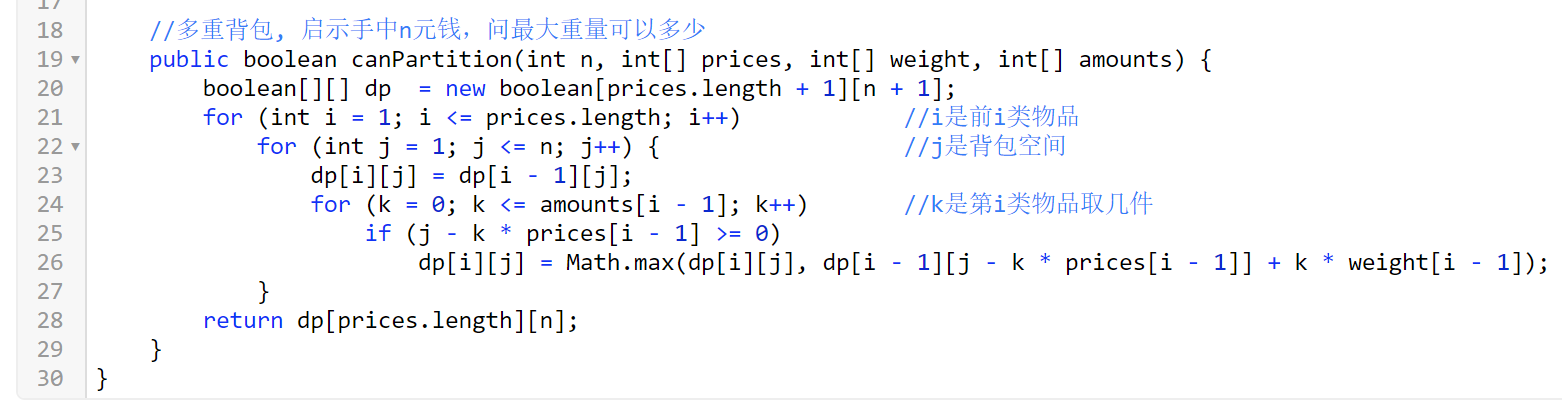 17
18 //多重背包, 启示手中n元钱，问最大重量可以多少
19 public boolean canPartition(int n, int[] prices, int[] weight, int[] amounts) {
20 boolean[][] dp = new boolean[prices.length + 1][n + 1];
21 for (int i = 1; i <= prices.length; i++) //i是前i类物品
22 for (int j = 1; j <= n; j++) { //j是背包空间
23 dp[i][j] = dp[i - 1][j];
24 for (k = 0; k <= amounts[i - 1]; k++) //k是第i类物品取几件
25 if (j - k * prices[i - 1] >= 0)
26 dp[i][j] = Math.max(dp[i][j], dp[i - 1][j - k * prices[i - 1]] + k * weight[i - 1]);
27 }
28 return dp[prices.length][n];
29 }
30 }